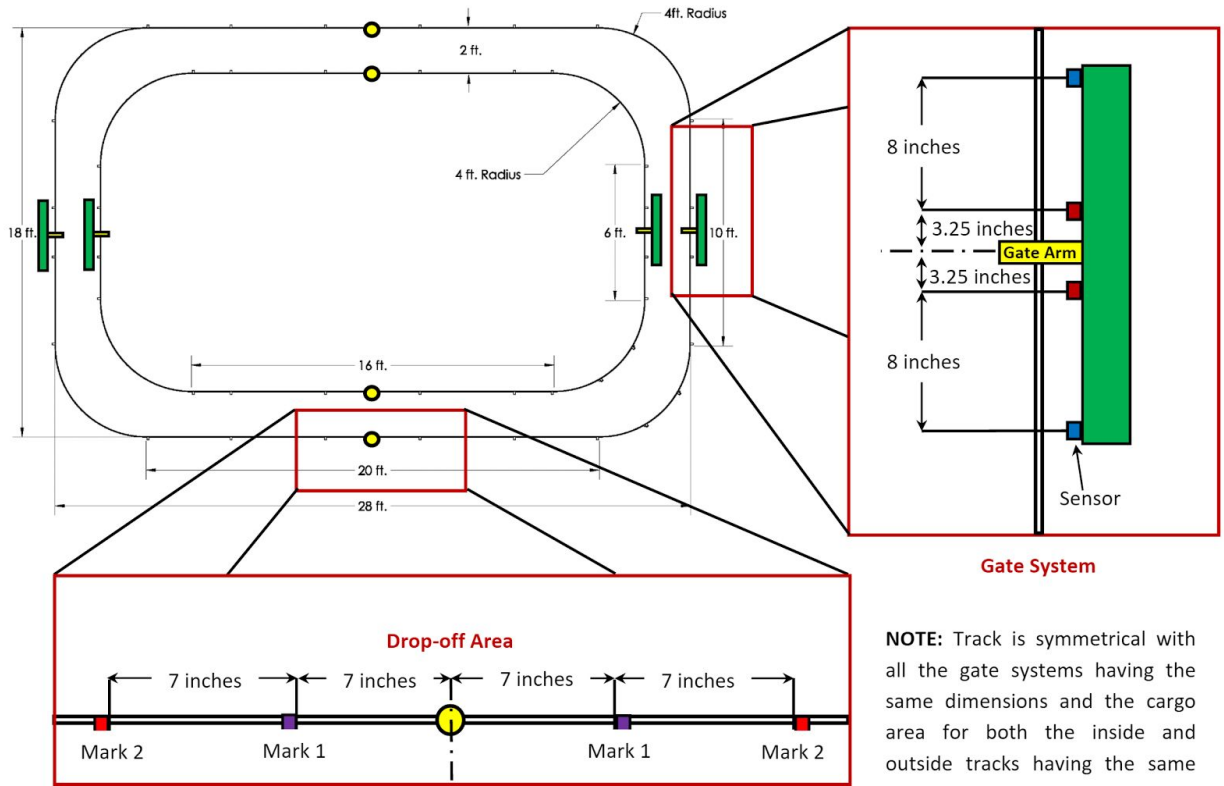 4ft. Radius
2 ft.
4 ft. Radius
18 ft.
6 ft.
10 ft.
16 ft.
20 ft.
28 ft.
8 inches
3.25 inches
Gate Arm
3.25 inches
8 inches
Sensor
Gate System
Drop-off Area
7 inches 7 inches 7 inches 7 inches
Mark 2 Mark 1 Mark 1 Mark 2
NOTE: Track is symmetrical with
all the gate systems having the
same dimensions and the cargo
area for both the inside and
outside tracks having the same